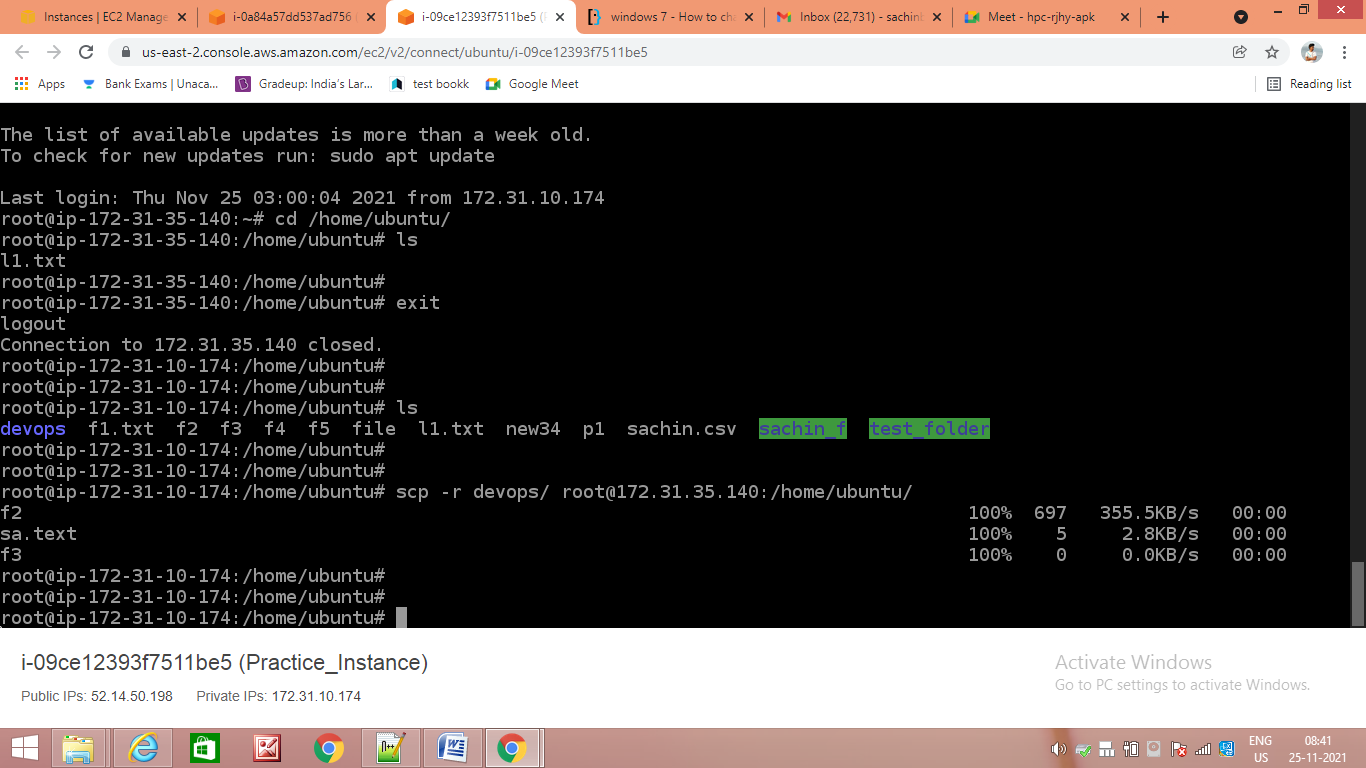 Instances | EC2 Manage
i-0a84a57dd537ad756 (
i-09ce12393f7511be5 (
windows 7 - How to cha
Inbox (22,731) - sachinb
Meet - hpc-rjhy-apk
us-east-2.console.aws.amazon.com/ec2/v2/connect/ubuntu/i-09ce12393f7511be5
Apps
Bank Exams | Unaca...
Gradeup: India's Lar...
test bookk
Google Meet
Reading list
The list of available updates is more than a week old.
To check for new updates run: sudo apt update
Last login: Thu Nov 25 03:00:04 2021 from 172.31.10.174
root@ip-172-31-35-140:~# cd /home/ubuntu/
root@ip-172-31-35-140:/home/ubuntu# ls
l1.txt
root@ip-172-31-35-140:/home/ubuntu#
root@ip-172-31-35-140:/home/ubuntu# exit
logout
Connection to 172.31.35.140 closed.
root@ip-172-31-10-174:/home/ubuntu#
root@ip-172-31-10-174:/home/ubuntu#
root@ip-172-31-10-174:/home/ubuntu# ls
devops f1.txt f2 f3 f4 f5 file l1.txt new34 p1 sachin.csv sachin_f test_folder
root@ip-172-31-10-174:/home/ubuntu#
root@ip-172-31-10-174:/home/ubuntu#
root@ip-172-31-10-174:/home/ubuntu# scp -r devops/ root@172.31.35.140:/home/ubuntu/
f2 100% 697 355.5KB/s 00:00
sa.text 100% 5 2.8KB/s 00:00
f3 100% 0 0.0KB/s 00:00
root@ip-172-31-10-174:/home/ubuntu#
root@ip-172-31-10-174:/home/ubuntu#
root@ip-172-31-10-174:/home/ubuntu#
i-09ce12393f7511be5 (Practice_Instance)
Public IPs: 52.14.50.198 Private IPs: 172.31.10.174
Activate Windows
Go to PC settings to activate Windows.
ENG
US
08:41
25-11-2021